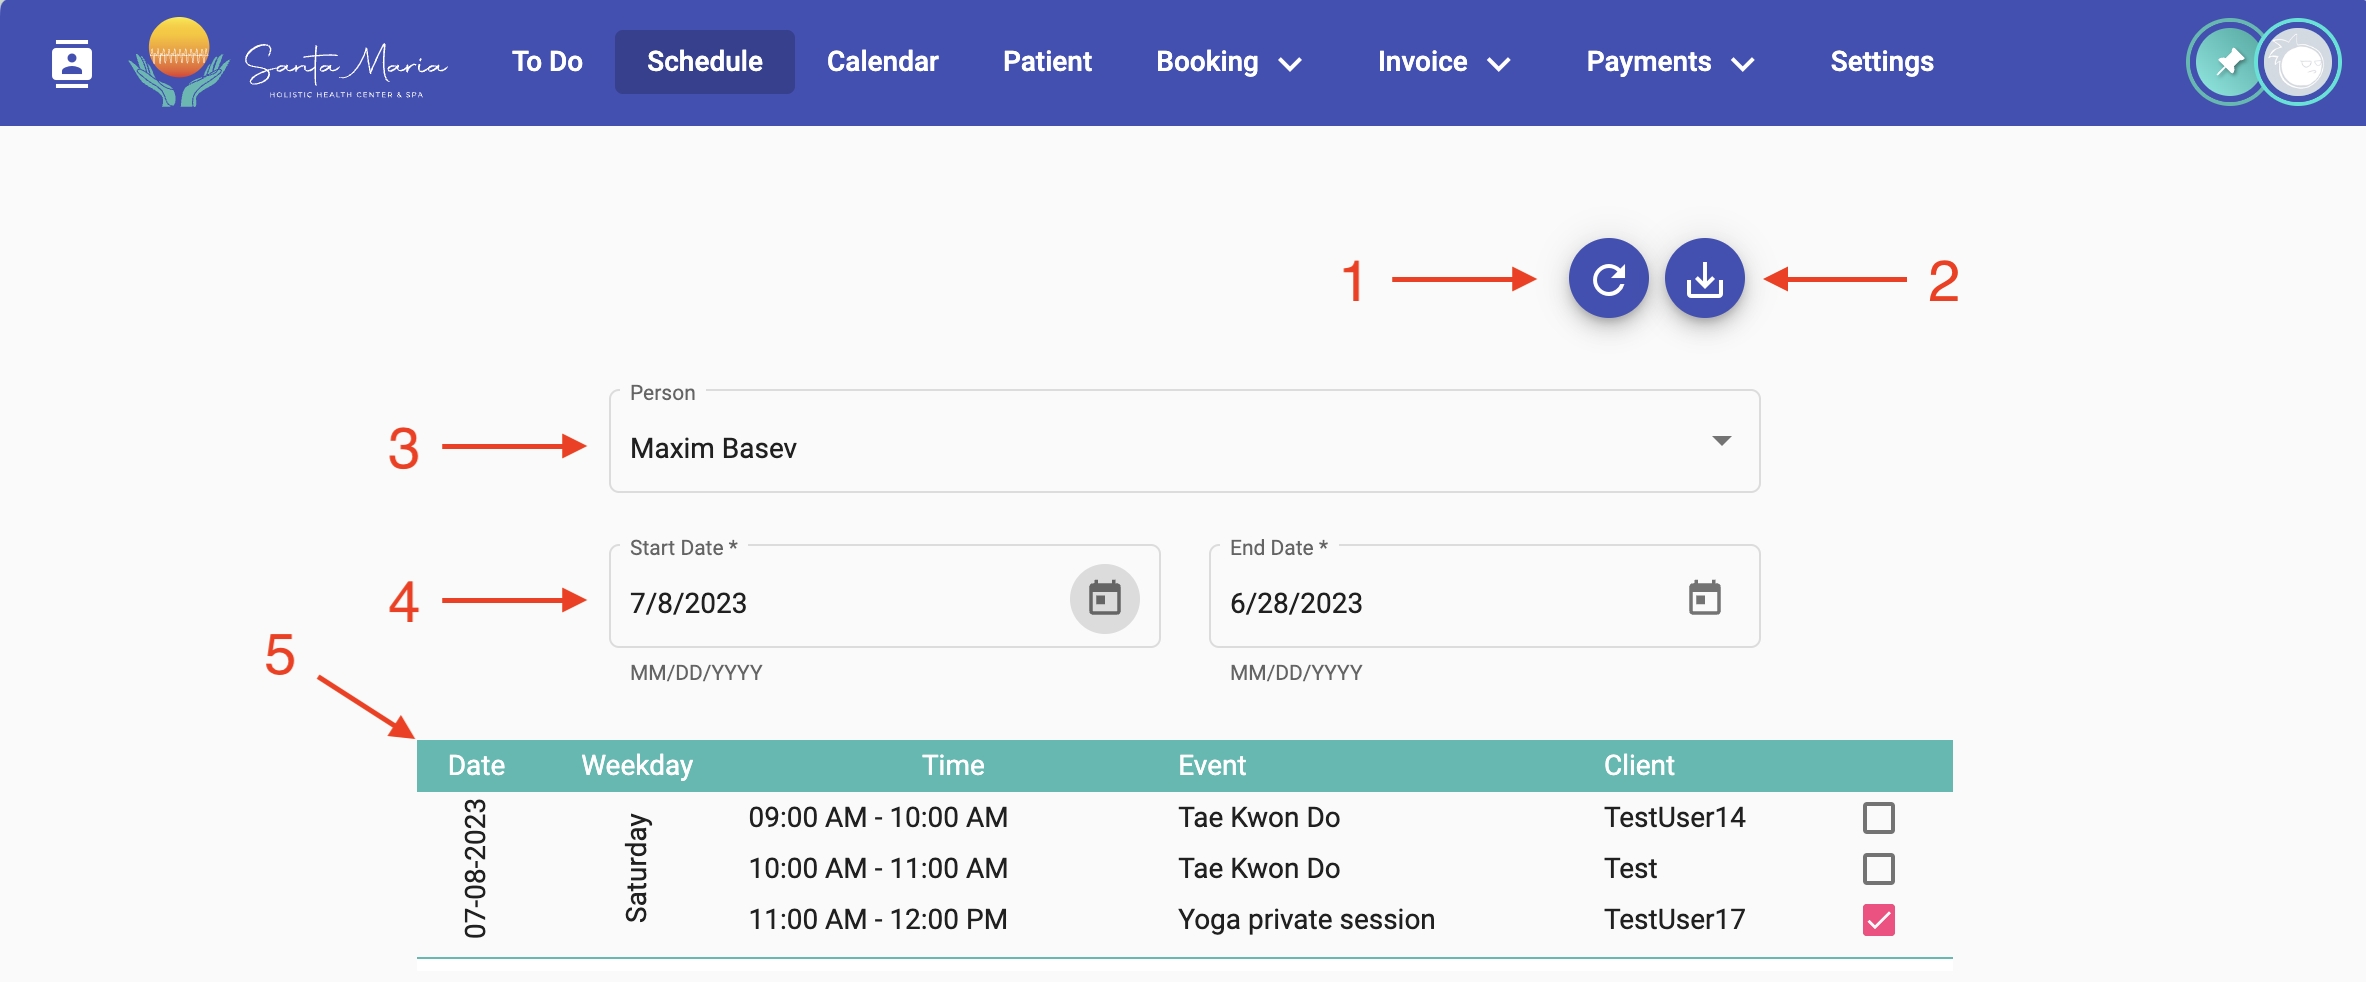 Santa Maria
HOLISTIC HEALTH CENTER & SPA
To Do Schedule Calendar Patient Booking Invoice Payments Settings
1 2
Person
3 Maxim Basev
Start Date * End Date *
4 7/8/2023 6/28/2023
5
MM/DD/YYYY MM/DD/YYYY
Date Weekday Time Event Client
07-08-2023 Saturday
09:00 AM - 10:00 AM Tae Kwon Do TestUser14
10:00 AM - 11:00 AM Tae Kwon Do Test
11:00 AM - 12:00 PM Yoga private session TestUser17